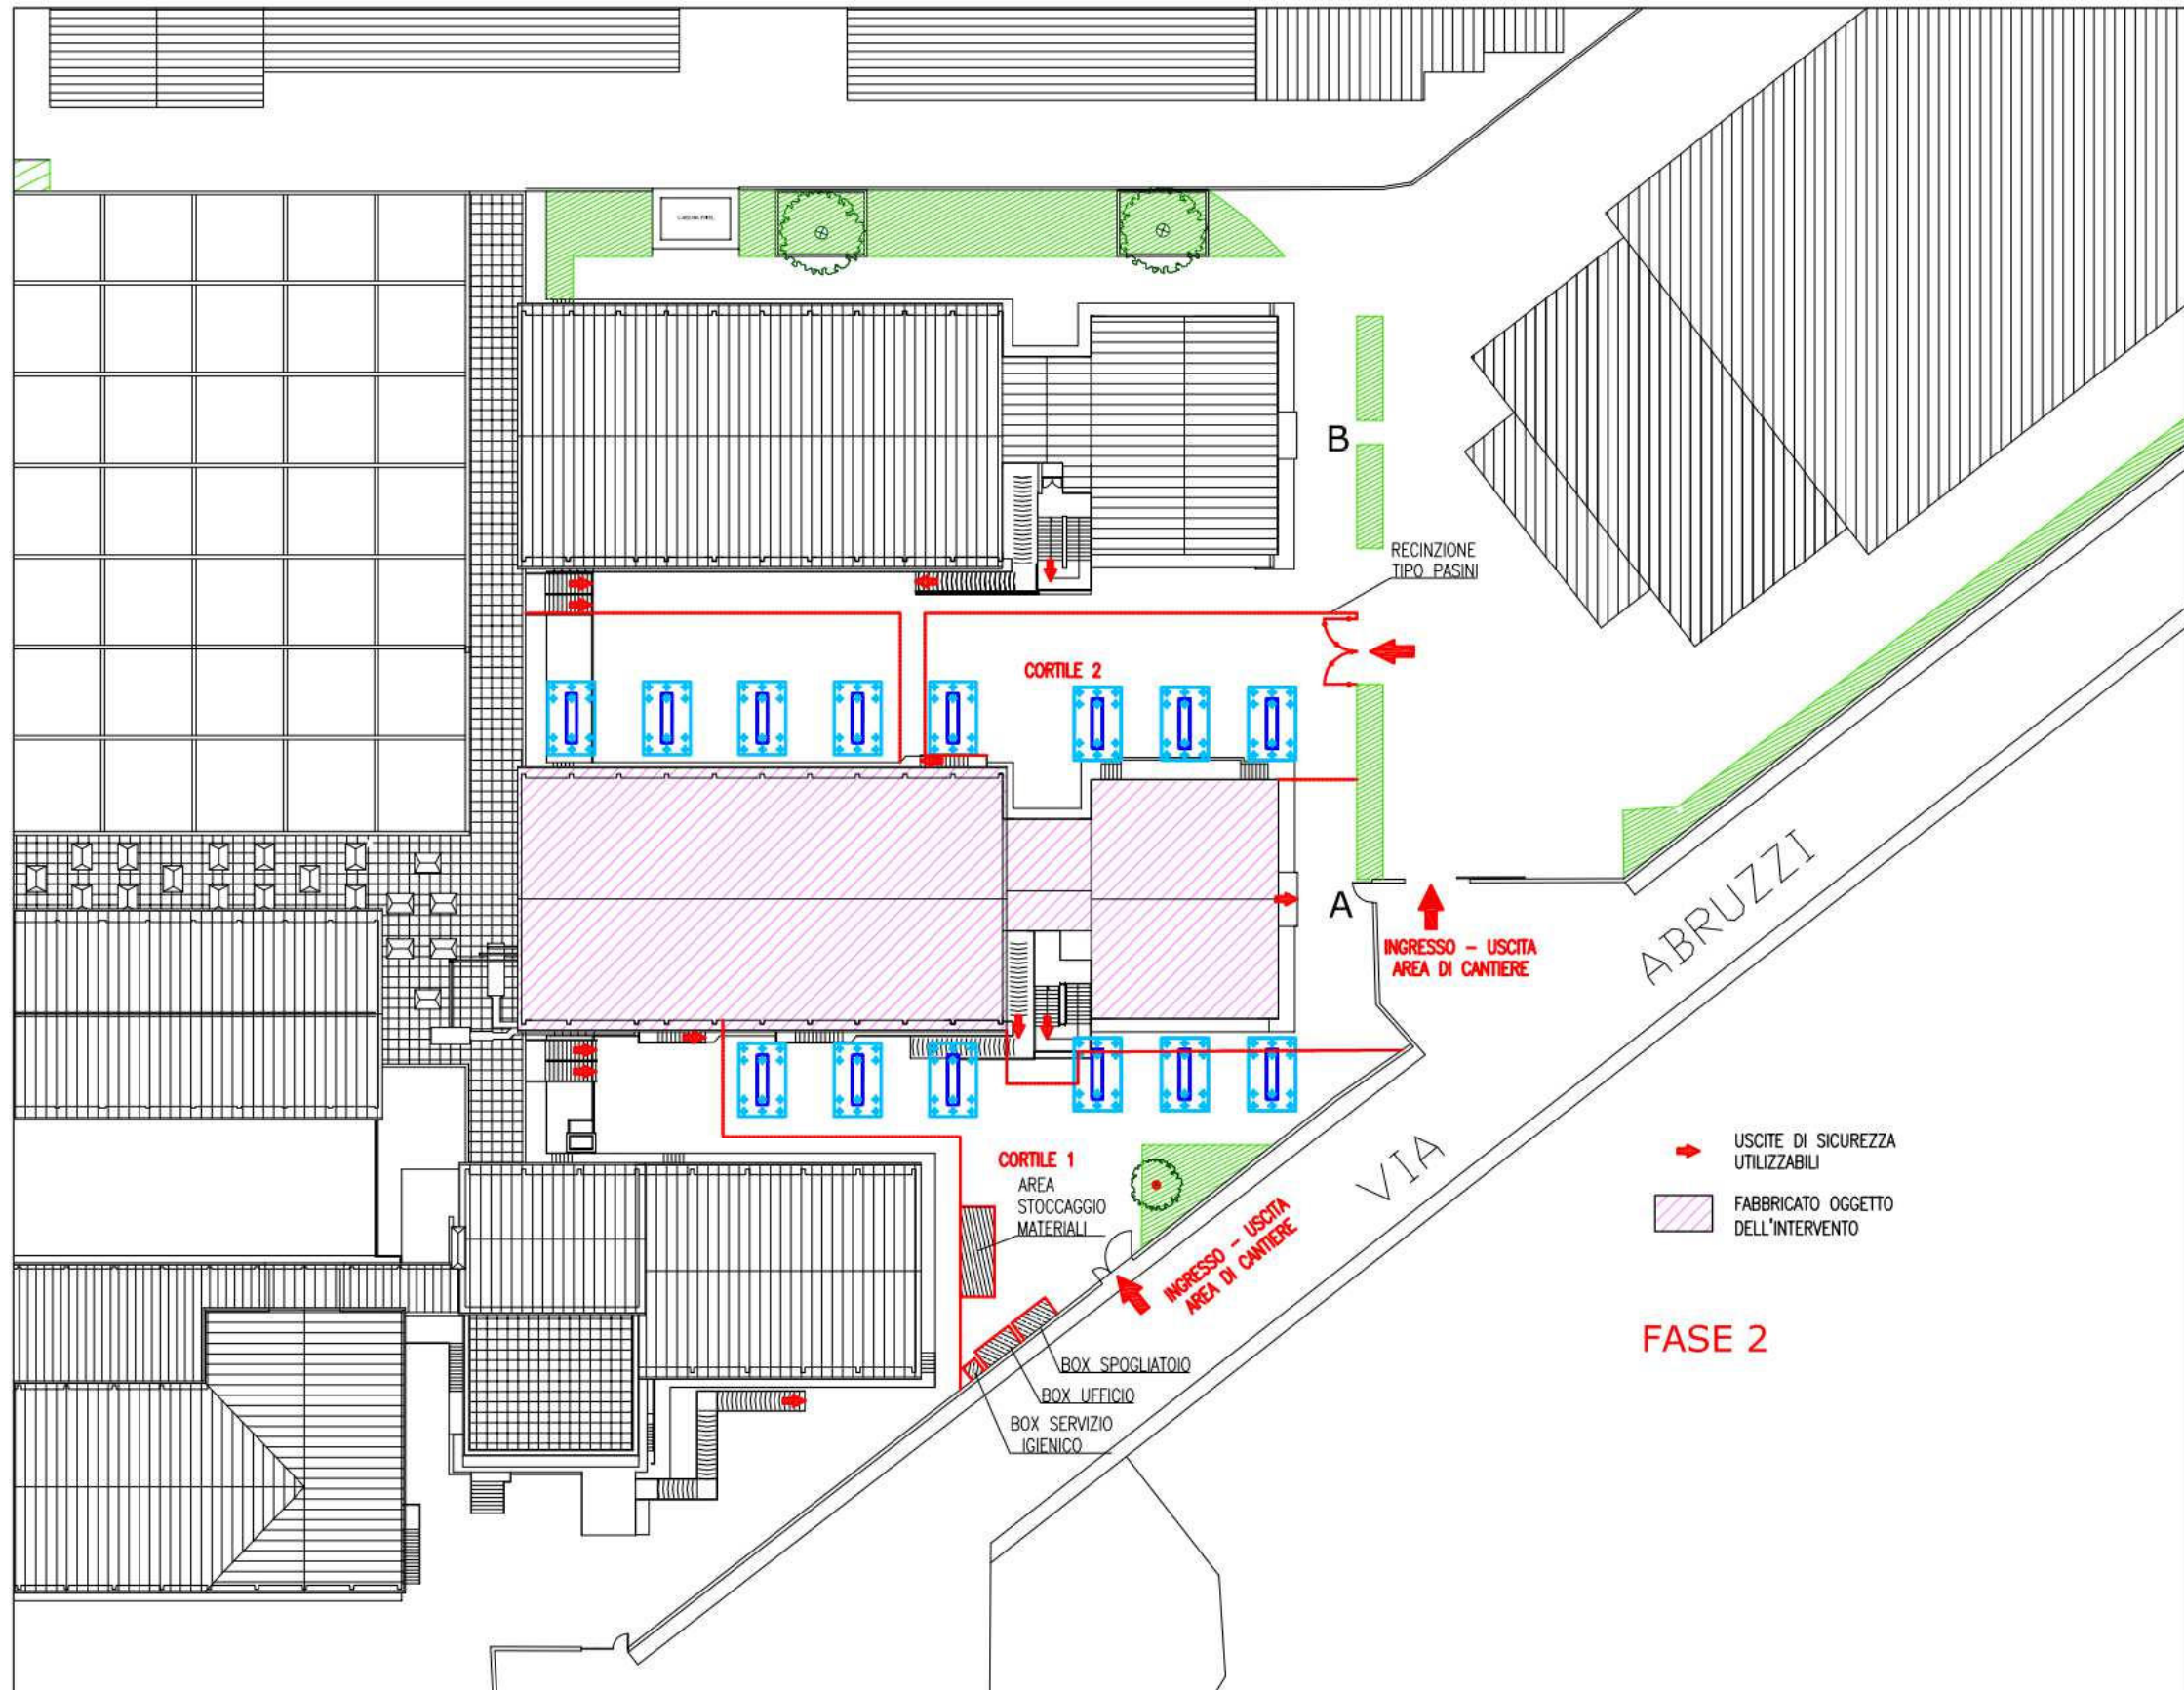 B
RECINZIONE
TIPO PASINI
CORTILE 2
A
INGRESSO – USCITA
AREA DI CANTIERE
VIA ABRUZZI
CORTILE 1
AREA
STOCCAGGIO
MATERIALI
INGRESSO – USCITA
AREA DI CANTIERE
USCITE DI SICUREZZA
UTILIZZABILI
FABBRICATO OGGETTO
DELL'INTERVENTO
FASE 2
BOX SPOGLIATOIO
BOX UFFICIO
BOX SERVIZIO
IGIENICO